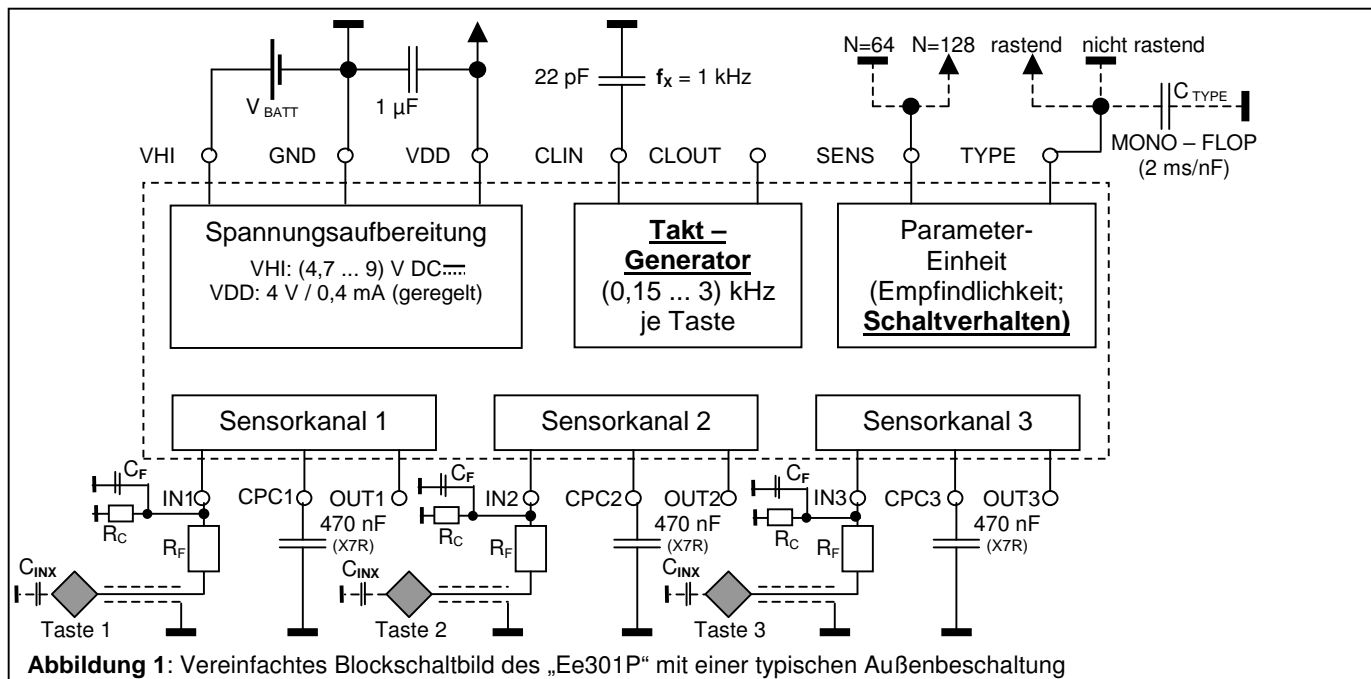 N=64 N=128 rastend nicht rastend
22 pF fx = 1 kHz
V BATT 1 µF
C TYPE
MONO – FLOP
(2 ms/nF)
VHI GND VDD CLIN CLOUT SENS TYPE
Spannungsaufbereitung
VHI: (4,7 ... 9) V DC
VDD: 4 V / 0,4 mA (geregelt)
Takt –
Generator
(0,15 ... 3) kHz
je Taste
Parameter-
Einheit
(Empfindlichkeit;
Schaltverhalten)
Sensorkanal 1 Sensorkanal 2 Sensorkanal 3
CF IN1 CPC1 OUT1 CF IN2 CPC2 OUT2 CF IN3 CPC3 OUT3
RC RF 470 nF RC RF 470 nF RC RF 470 nF
(X7R) (X7R) (X7R)
CINX CINX CINX
Taste 1 Taste 2 Taste 3
Abbildung 1: Vereinfachtes Blockschaltbild des „Ee301P“ mit einer typischen Außenbeschaltung